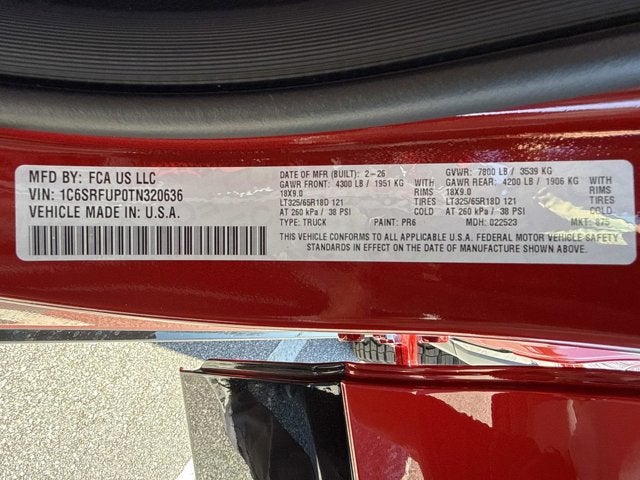 MFD BY: FCA US LLC
VIN: 1C6SRFUP0TN320636
VEHICLE MADE IN: U.S.A.
DATE OF MFR (BUILT): 2-26
GAWR FRONT: 4300 LB / 1951 KG
18X9.0 RIMS
LT325/65R18D 121 TIRES
AT 260 kPa / 38 PSI COLD
TYPE: TRUCK PAINT: PR6
GVWR: 7800 LB / 3539 KG
GAWR REAR: 4200 LB / 1906 KG
18X9.0 RIMS
LT325/65R18D 121 TIRES
AT 260 kPa / 38 PSI COLD
MDH: 022523 MKT: 875
THIS VEHICLE CONFORMS TO ALL APPLICABLE U.S.A. FEDERAL MOTOR VEHICLE SAFETY
STANDARDS IN EFFECT ON THE DATE OF MANUFACTURE SHOWN ABOVE.